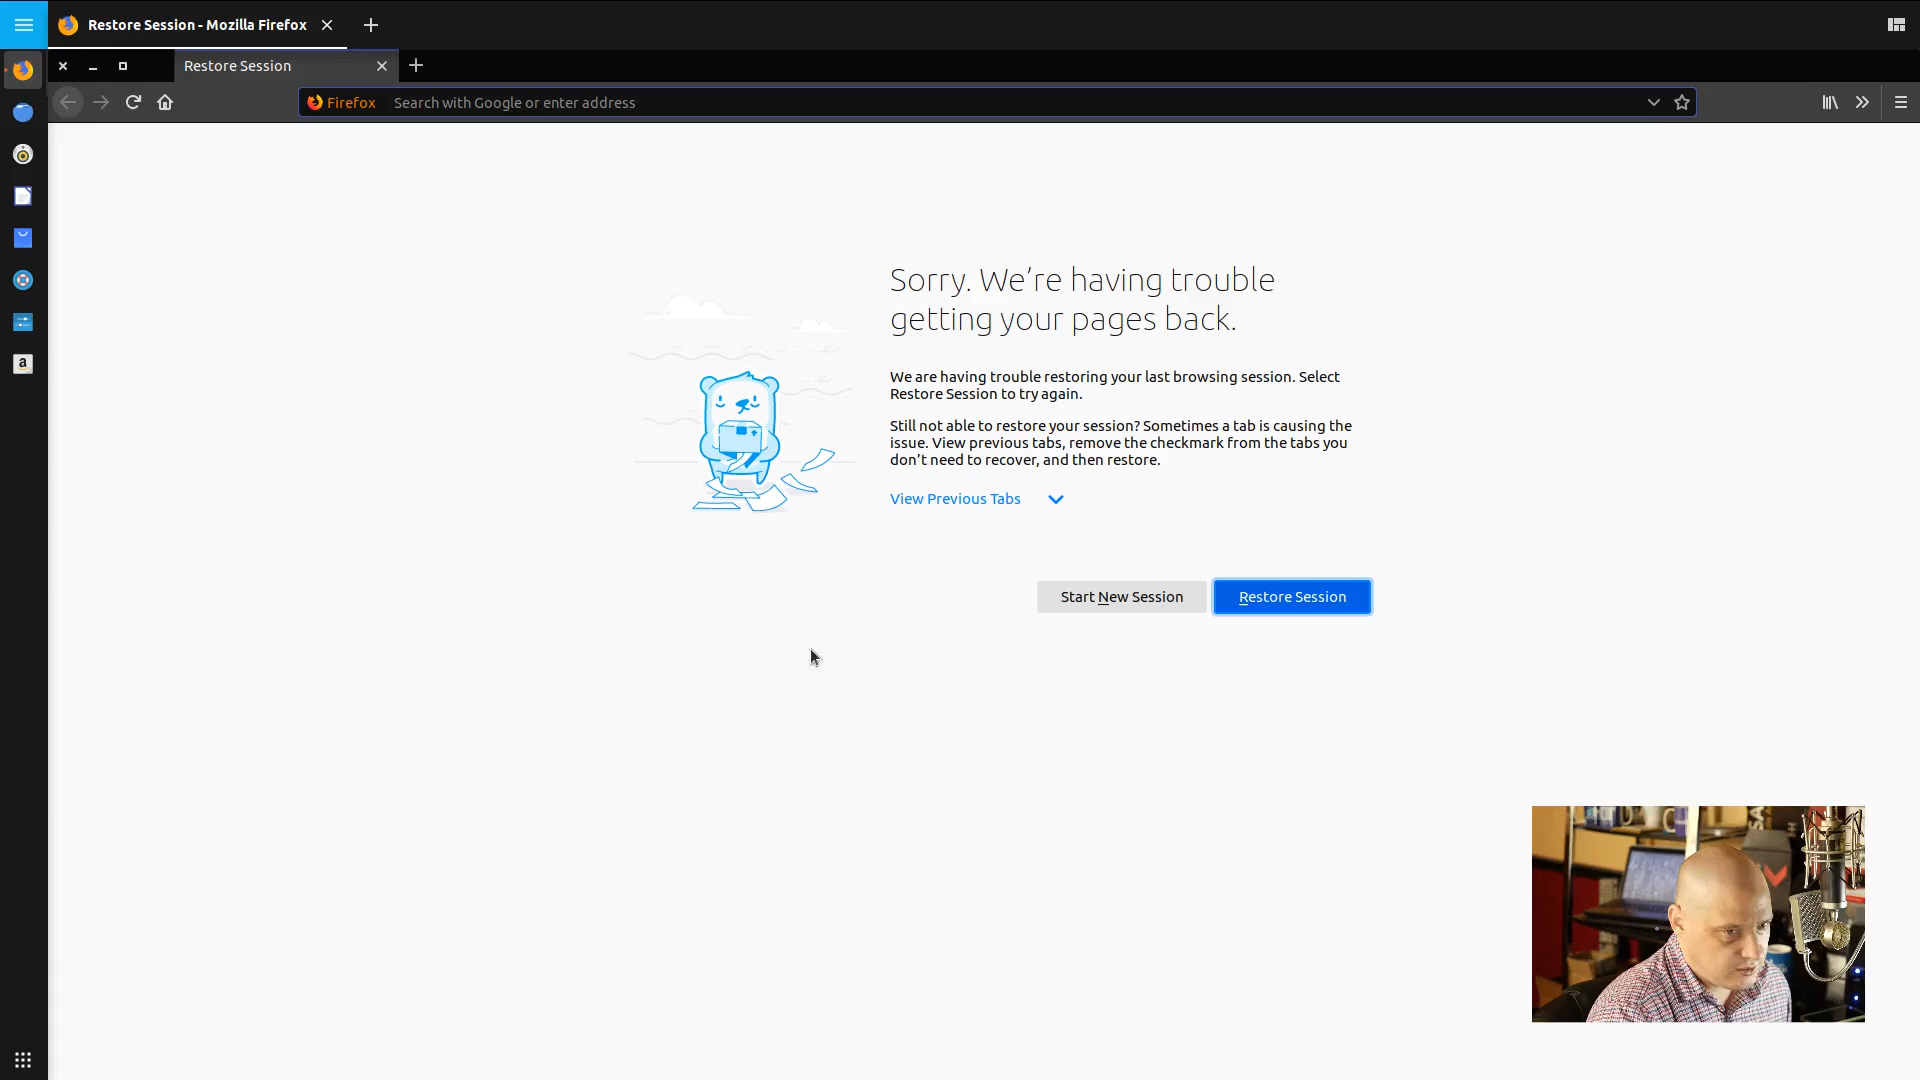 Restore Session - Mozilla Firefox
Restore Session
Firefox Search with Google or enter address
Sorry. We’re having trouble
getting your pages back.
We are having trouble restoring your last browsing session. Select
Restore Session to try again.
Still not able to restore your session? Sometimes a tab is causing the
issue. View previous tabs, remove the checkmark from the tabs you
don’t need to recover, and then restore.
View Previous Tabs
Start New Session
Restore Session
a